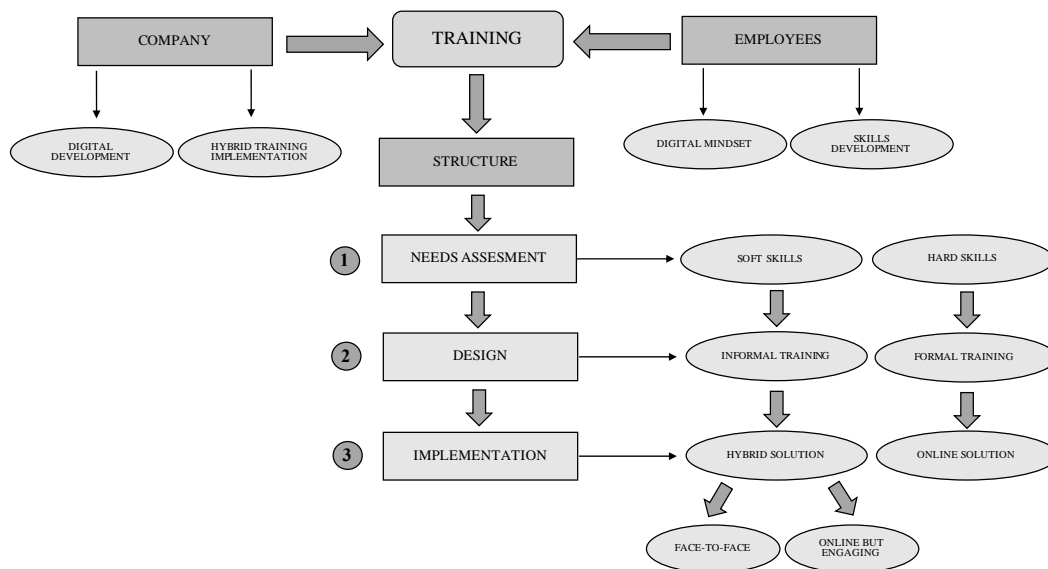 COMPANY
TRAINING
EMPLOYEES
DIGITAL
DEVELOPMENT
HYBRID TRAINING
IMPLEMENTATION
DIGITAL MINDSET
SKILLS
DEVELOPMENT
STRUCTURE
1
NEEDS ASSESMENT
SOFT SKILLS
HARD SKILLS
2
DESIGN
INFORMAL TRAINING
FORMAL TRAINING
3
IMPLEMENTATION
HYBRID SOLUTION
ONLINE SOLUTION
FACE-TO-FACE
ONLINE BUT
ENGAGING